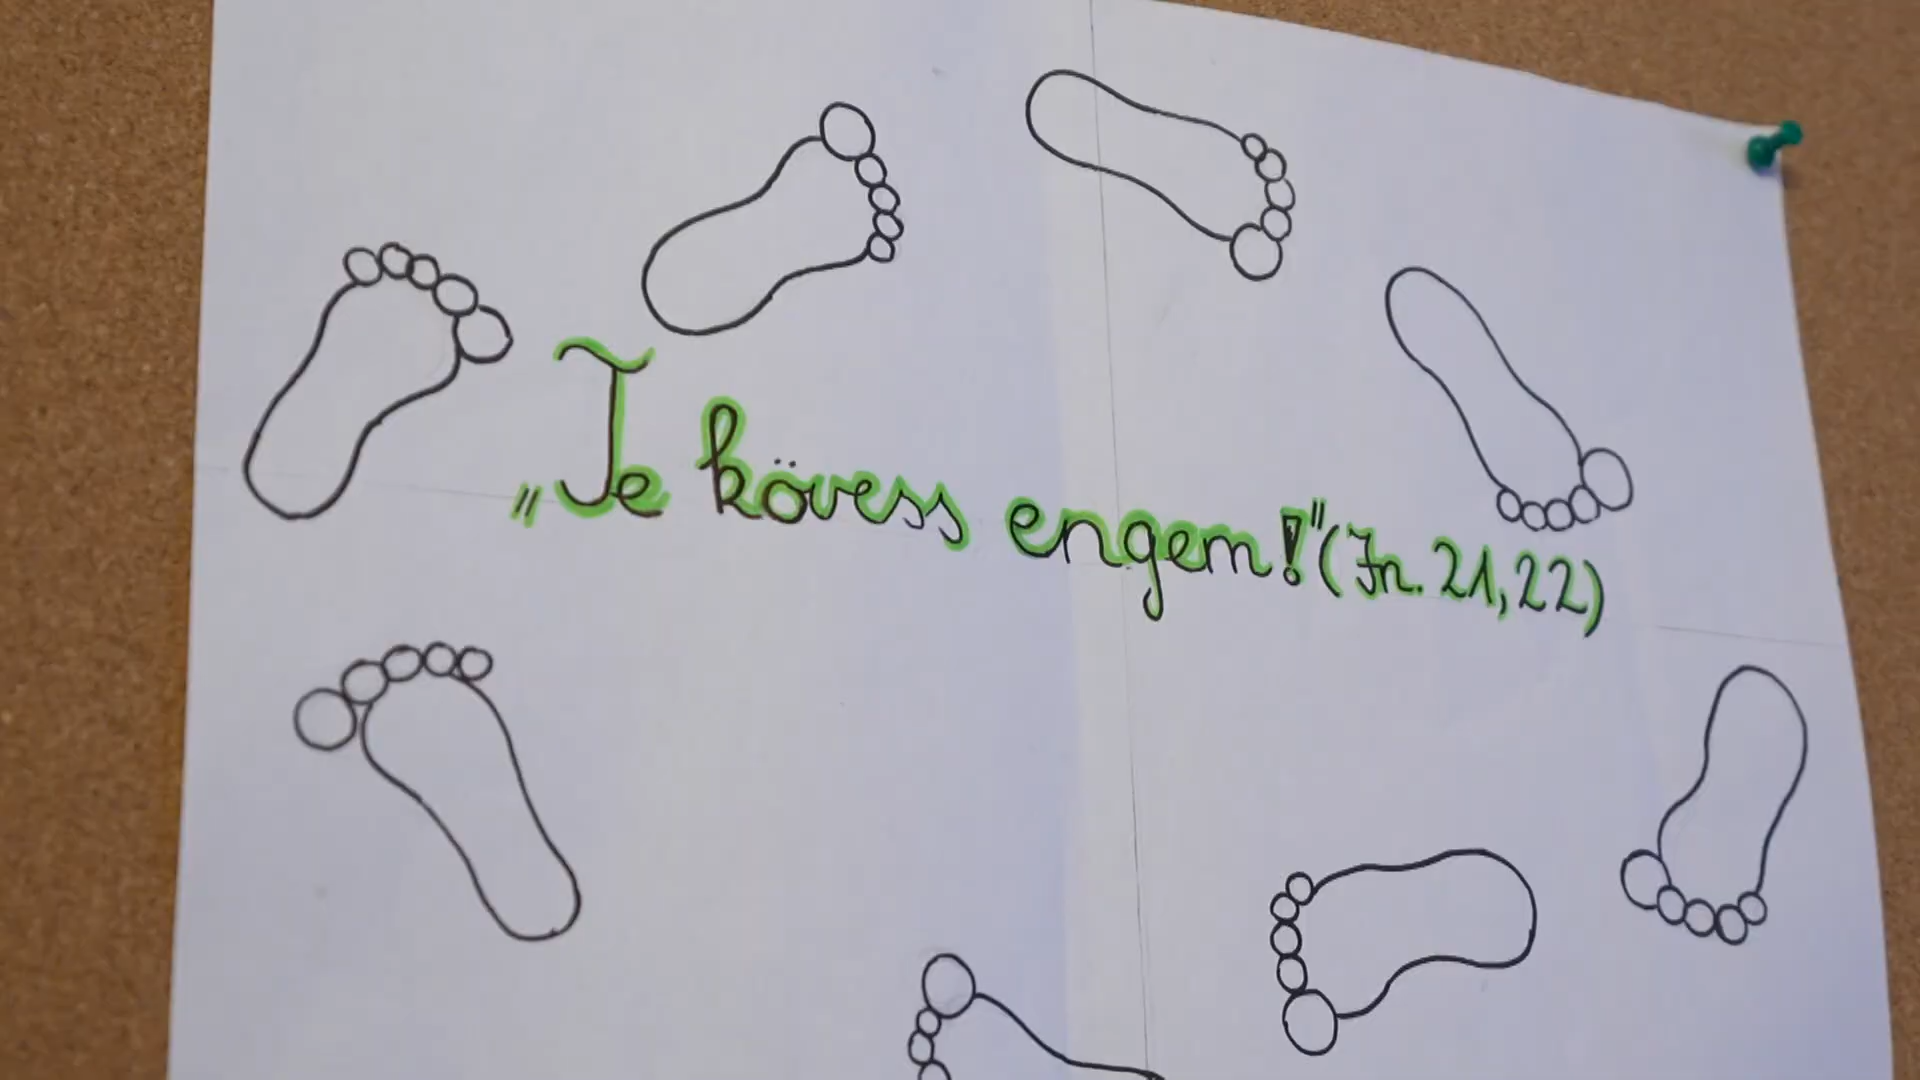 „Te kövess engem!” (Jn. 21,22)